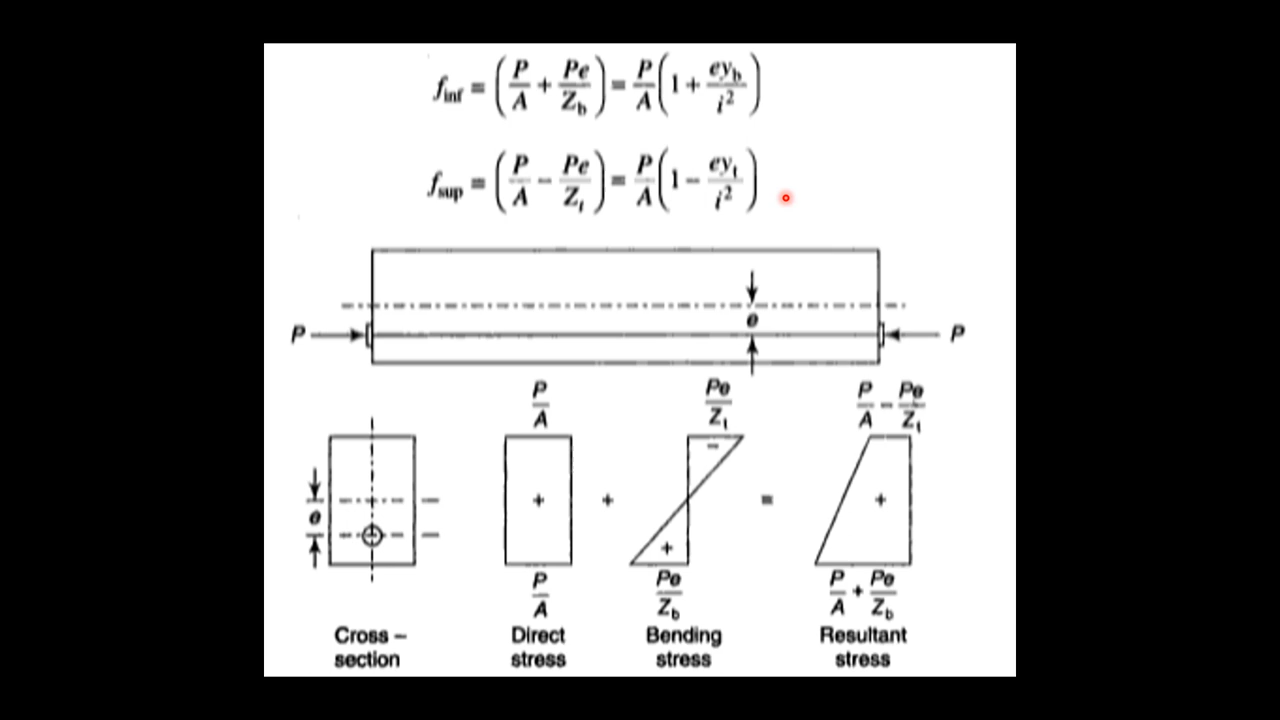 f_inf = (P/A + Pe/Z_b) = P/A (1 + ey_b/i²)
f_sup = (P/A − Pe/Z_t) = P/A (1 − ey_t/i²)
e
P P
P/A Pe/Z_t P/A − Pe/Z_t
−
e + + = +
+
P/A Pe/Z_b P/A + Pe/Z_b
Cross – Direct Bending Resultant
section stress stress stress